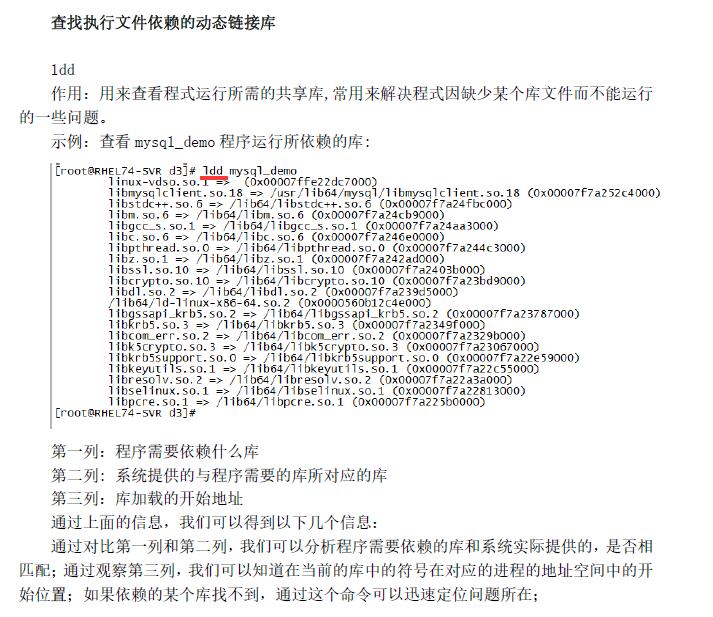 查找执行文件依赖的动态链接库
ldd
作用：用来查看程式运行所需的共享库,常用来解决程式因缺少某个库文件而不能运行
的一些问题。
示例：查看 mysql_demo 程序运行所依赖的库:
[root@RHEL74-SVR d3]# ldd mysql_demo
linux-vdso.so.1 =>  (0x00007ffe22dc7000)
libmysqlclient.so.18 => /usr/lib64/mysql/libmysqlclient.so.18 (0x00007f7a252c4000)
libstdc++.so.6 => /lib64/libstdc++.so.6 (0x00007f7a24fbc000)
libm.so.6 => /lib64/libm.so.6 (0x00007f7a24cb9000)
libgcc_s.so.1 => /lib64/libgcc_s.so.1 (0x00007f7a24aa3000)
libc.so.6 => /lib64/libc.so.6 (0x00007f7a246e0000)
libpthread.so.0 => /lib64/libpthread.so.0 (0x00007f7a244c3000)
libz.so.1 => /lib64/libz.so.1 (0x00007f7a242ad000)
libssl.so.10 => /lib64/libssl.so.10 (0x00007f7a2403b000)
libcrypto.so.10 => /lib64/libcrypto.so.10 (0x00007f7a23bd9000)
libdl.so.2 => /lib64/libdl.so.2 (0x00007f7a239d5000)
/lib64/ld-linux-x86-64.so.2 (0x0000560b12c4e000)
libgssapi_krb5.so.2 => /lib64/libgssapi_krb5.so.2 (0x00007f7a23787000)
libkrb5.so.3 => /lib64/libkrb5.so.3 (0x00007f7a2349f000)
libcom_err.so.2 => /lib64/libcom_err.so.2 (0x00007f7a2329b000)
libk5crypto.so.3 => /lib64/libk5crypto.so.3 (0x00007f7a23067000)
libkrb5support.so.0 => /lib64/libkrb5support.so.0 (0x00007f7a22e59000)
libkeyutils.so.1 => /lib64/libkeyutils.so.1 (0x00007f7a22c55000)
libresolv.so.2 => /lib64/libresolv.so.2 (0x00007f7a22a3a000)
libselinux.so.1 => /lib64/libselinux.so.1 (0x00007f7a22813000)
libpcre.so.1 => /lib64/libpcre.so.1 (0x00007f7a225b0000)
[root@RHEL74-SVR d3]#
第一列：程序需要依赖什么库
第二列: 系统提供的与程序需要的库所对应的库
第三列：库加载的开始地址
通过上面的信息，我们可以得到以下几个信息：
通过对比第一列和第二列，我们可以分析程序需要依赖的库和系统实际提供的，是否相
匹配；通过观察第三列，我们可以知道在当前的库中的符号在对应的进程的地址空间中的开
始位置；如果依赖的某个库找不到，通过这个命令可以迅速定位问题所在；